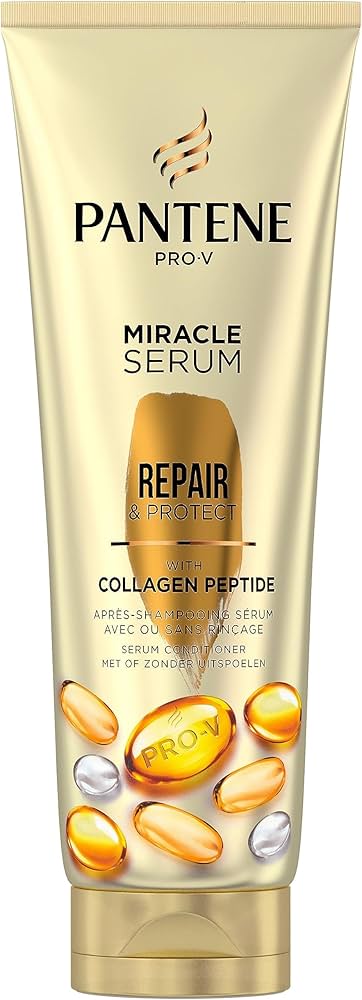 PANTENE
PRO-V
MIRACLE
SERUM
REPAIR
& PROTECT
WITH
COLLAGEN PEPTIDE
APRÈS-SHAMPOOING SÉRUM
AVEC OU SANS RINÇAGE
SERUM CONDITIONER
MET OF ZONDER UITSPOELEN
PRO-V